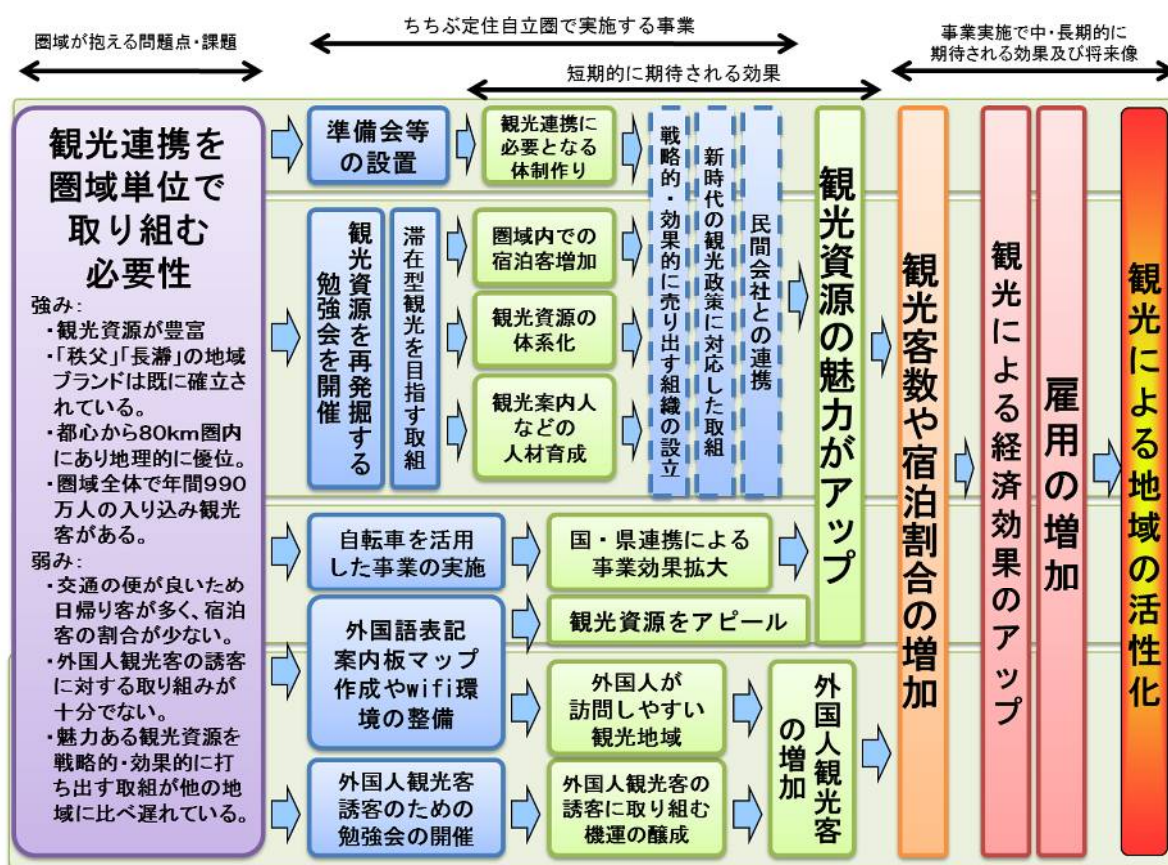 圏域が抱える問題点・課題
ちちぶ定住自立圏で実施する事業
短期的に期待される効果
事業実施で中・長期的に
期待される効果及び将来像
観光連携を
圏域単位で
取り組む
必要性
強み:
・観光資源が豊富
・「秩父」「長瀞」の地域
ブランドは既に確立さ
れている。
・都心から80km圏内
にあり地理的に優位。
・圏域全体で年間990
万人の入り込み観光
客がある。
弱み:
・交通の便が良いため
日帰り客が多く、宿泊
客の割合が少ない。
・外国人観光客の誘客
に対する取り組みが
十分でない。
・魅力ある観光資源を
戦略的・効果的に打
ち出す取組が他の地
域に比べ遅れている。
準備会等
の設置
観光連携に
必要となる
体制作り
観光資源を再発掘する
勉強会を開催
滞在型観光を目指す取組
圏域内での
宿泊客増加
観光資源の
体系化
観光案内人
などの
人材育成
戦略的・効果的に売り出す組織の設立
新時代の観光政策に対応した取組
民間会社との連携
自転車を活用
した事業の実施
国・県連携による
事業効果拡大
外国語表記
案内板マップ
作成やwifi環
境の整備
観光資源をアピール
外国人が
訪問しやすい
観光地域
外国人観光客
誘客のための
勉強会の開催
外国人観光客の
誘客に取り組む
機運の醸成
外国人観光客
の増加
観光資源の魅力がアップ
観光客数や宿泊割合の増加
観光による経済効果のアップ
雇用の増加
観光による地域の活性化